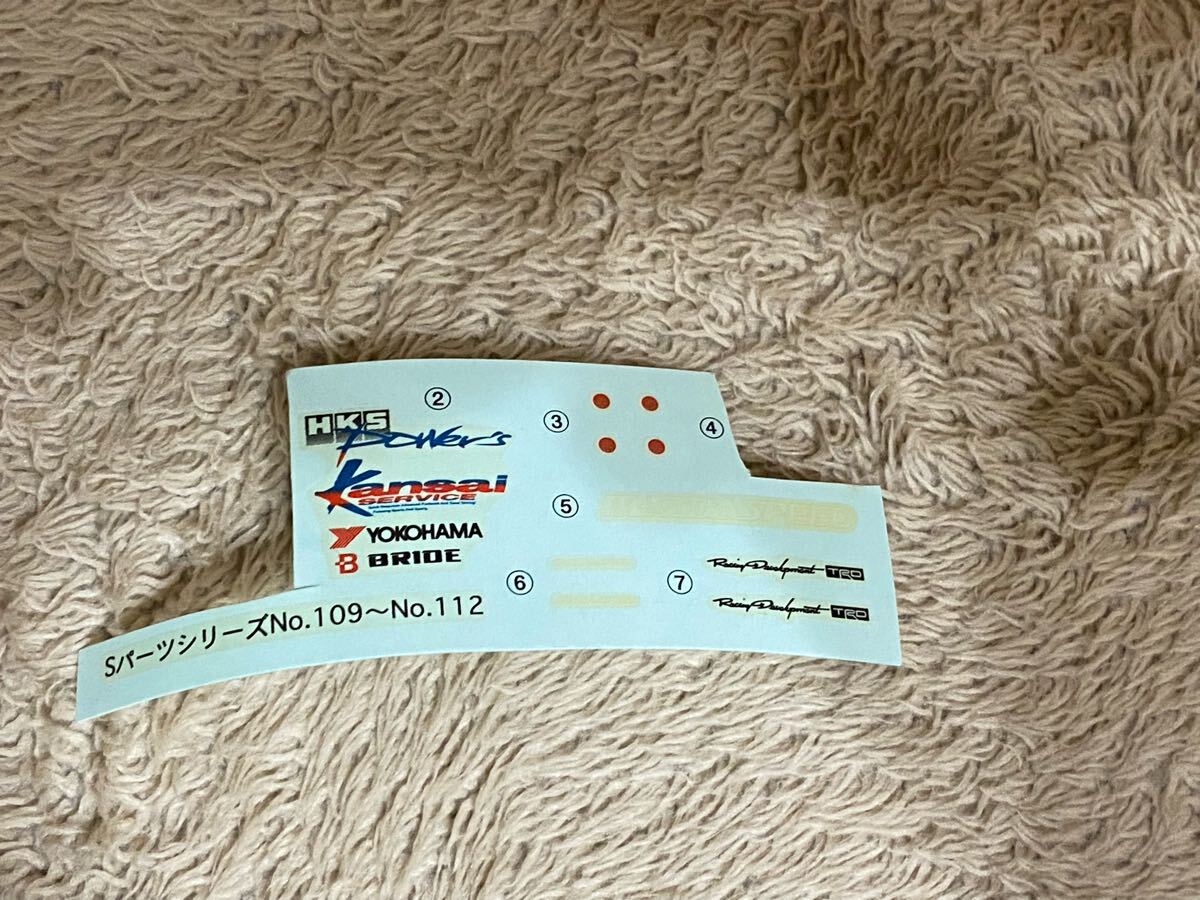 ②
HKS
power's
Kansai
SERVICE
YOKOHAMA
BRIDE
③
④
⑤
⑥
⑦
Racing Development TRD
Racing Development TRD
SパーツシリーズNo.109～No.112